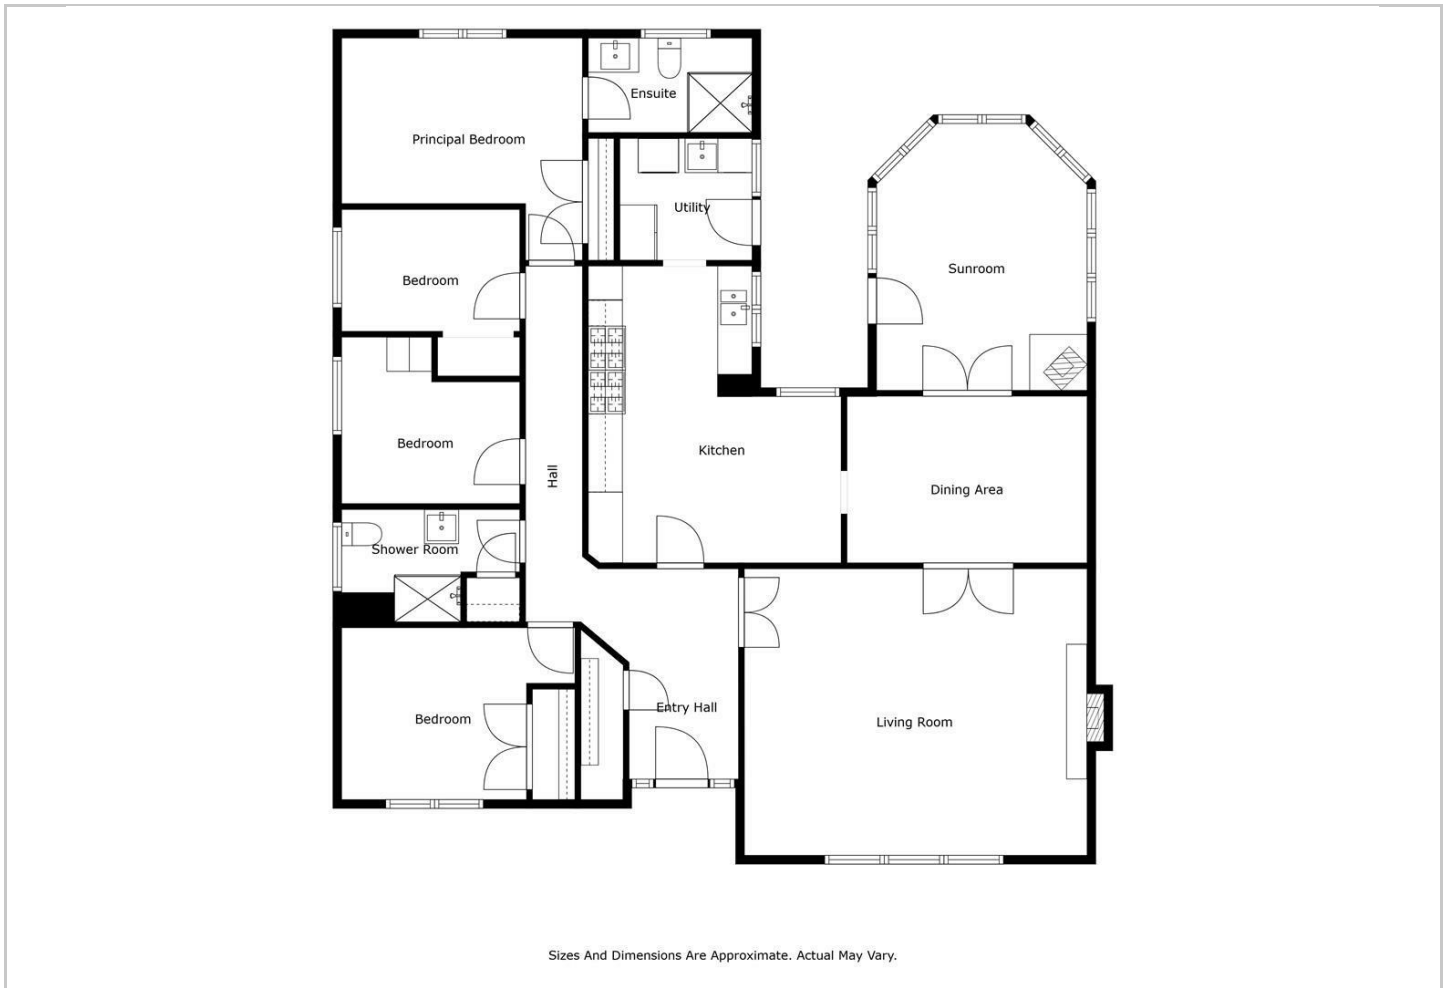 Ensuite
Principal Bedroom
Utility
Sunroom
Bedroom
Bedroom
Kitchen
Hall
Dining Area
Shower Room
Entry Hall
Bedroom
Living Room
Sizes And Dimensions Are Approximate. Actual May Vary.